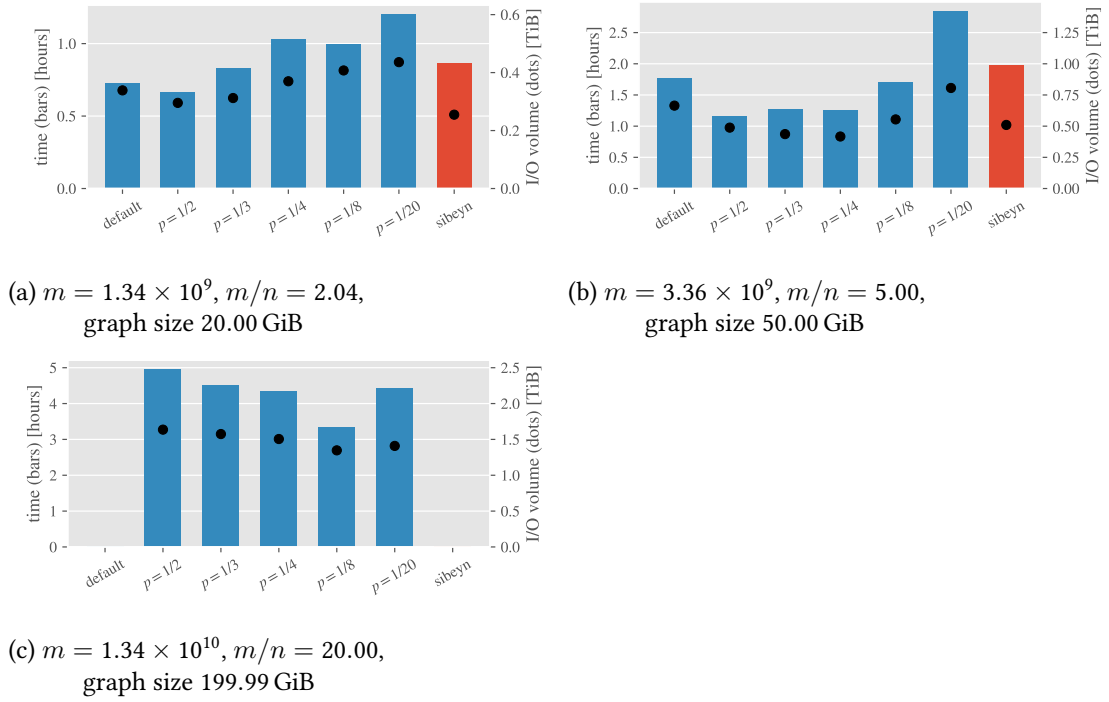 time (bars) [hours]
1.0
0.5
0.0
0.6
0.4
0.2
0.0
I/O volume (dots) [TiB]
default
p = 1/2
p = 1/3
p = 1/4
p = 1/8
p = 1/20
sibeyn
(a) m = 1.34 × 10⁹, m/n = 2.04,
graph size 20.00 GiB
time (bars) [hours]
2.5
2.0
1.5
1.0
0.5
0.0
1.25
1.00
0.75
0.50
0.25
0.00
I/O volume (dots) [TiB]
default
p = 1/2
p = 1/3
p = 1/4
p = 1/8
p = 1/20
sibeyn
(b) m = 3.36 × 10⁹, m/n = 5.00,
graph size 50.00 GiB
time (bars) [hours]
5
4
3
2
1
0
2.5
2.0
1.5
1.0
0.5
0.0
I/O volume (dots) [TiB]
default
p = 1/2
p = 1/3
p = 1/4
p = 1/8
p = 1/20
sibeyn
(c) m = 1.34 × 10¹⁰, m/n = 20.00,
graph size 199.99 GiB